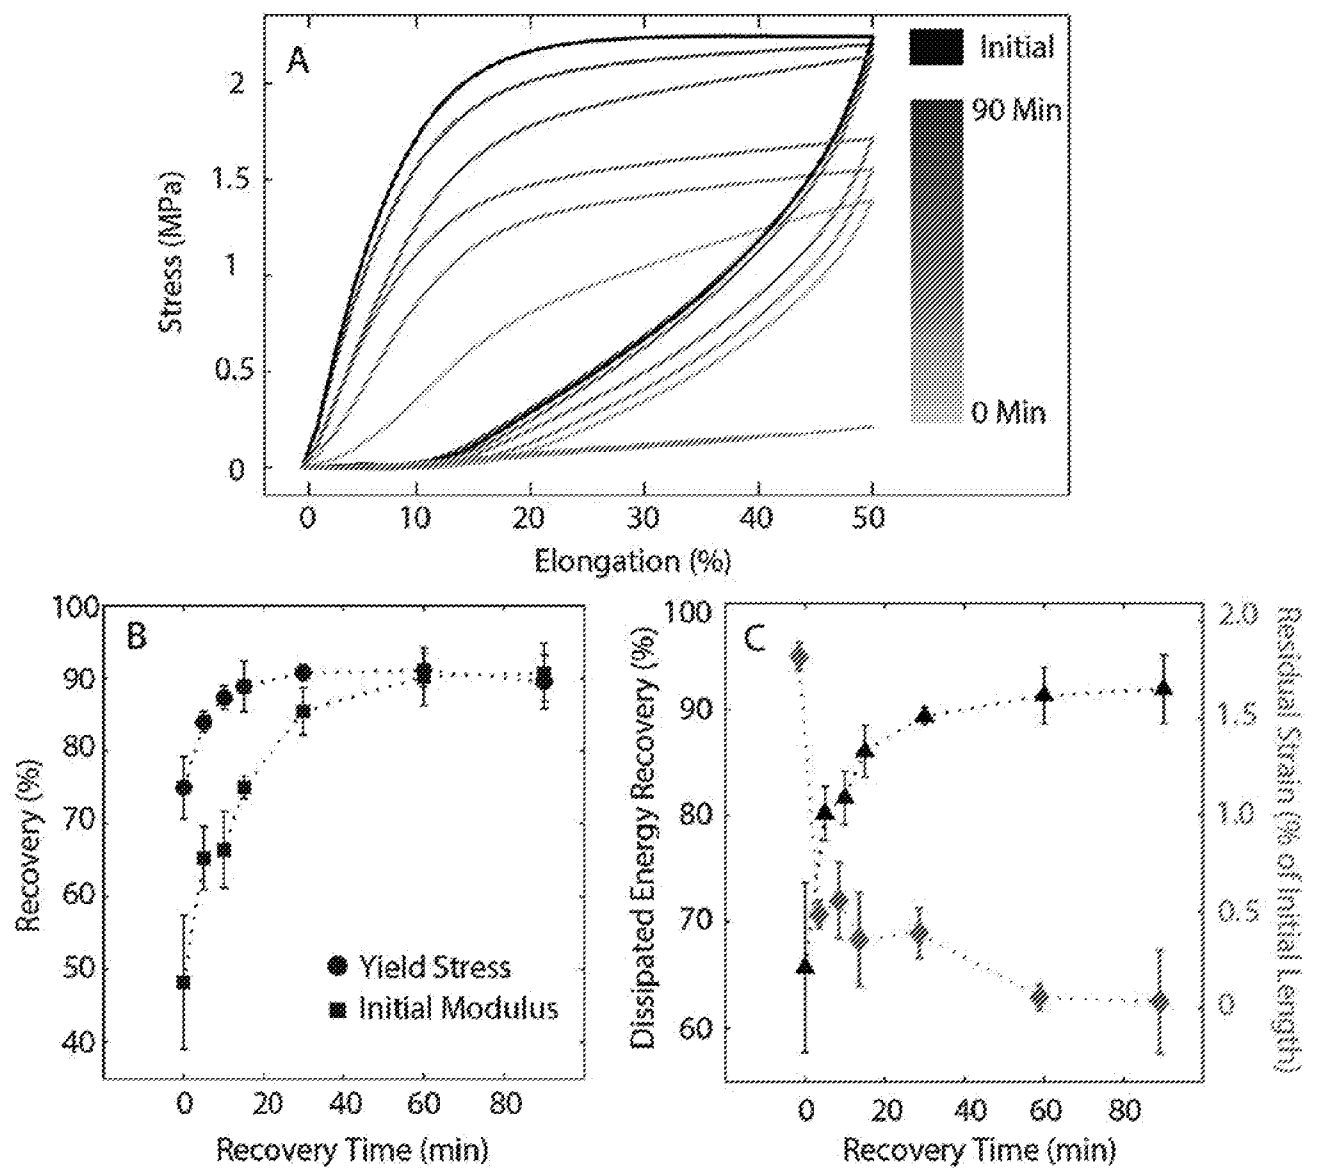 A
Initial
90 Min
0 Min
Stress (MPa)
2
1.5
1
0.5
0
0 10 20 30 40 50
Elongation (%)
B
Recovery (%)
100
90
80
70
60
50
40
Yield Stress
Initial Modulus
0 20 40 60 80
Recovery Time (min)
C
Dissipated Energy Recovery (%)
100
90
80
70
60
2.0
1.5
1.0
0.5
0
Residual Strain (% of Initial Length)
0 20 40 60 80
Recovery Time (min)